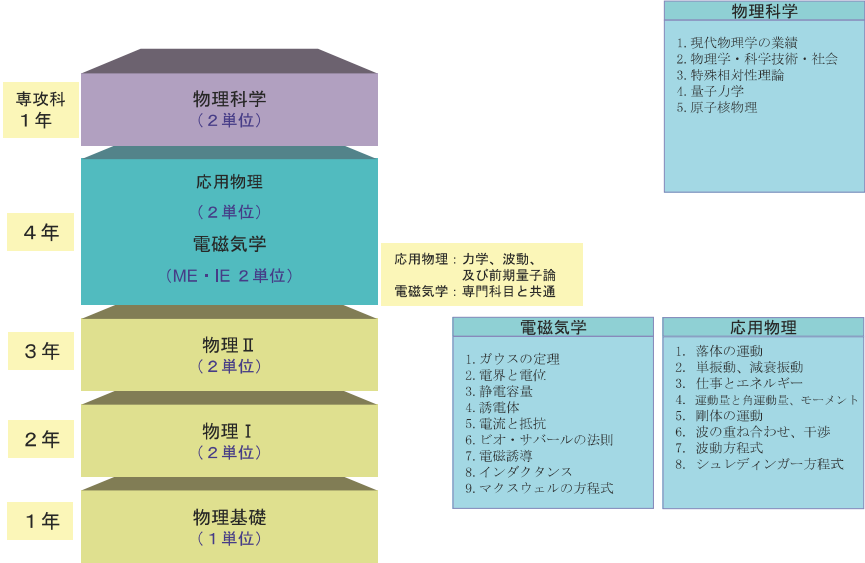 物理科学
1. 現代物理学の業績
2. 物理学・科学技術・社会
3. 特殊相対性理論
4. 量子力学
5. 原子核物理
専攻科
1年
物理科学
(2単位)
4年
応用物理
(2単位)
電磁気学
(ME・IE 2単位)
応用物理：力学、波動、
及び前期量子論
電磁気学：専門科目と共通
3年
物理Ⅱ
(2単位)
2年
物理Ⅰ
(2単位)
1年
物理基礎
(1単位)
電磁気学
1. ガウスの定理
2. 電界と電位
3. 静電容量
4. 誘電体
5. 電流と抵抗
6. ビオ・サバールの法則
7. 電磁誘導
8. インダクタンス
9. マクスウェルの方程式
応用物理
1. 落体の運動
2. 単振動、減衰振動
3. 仕事とエネルギー
4. 運動量と角運動量、モーメント
5. 剛体の運動
6. 波の重ね合わせ、干渉
7. 波動方程式
8. シュレディンガー方程式